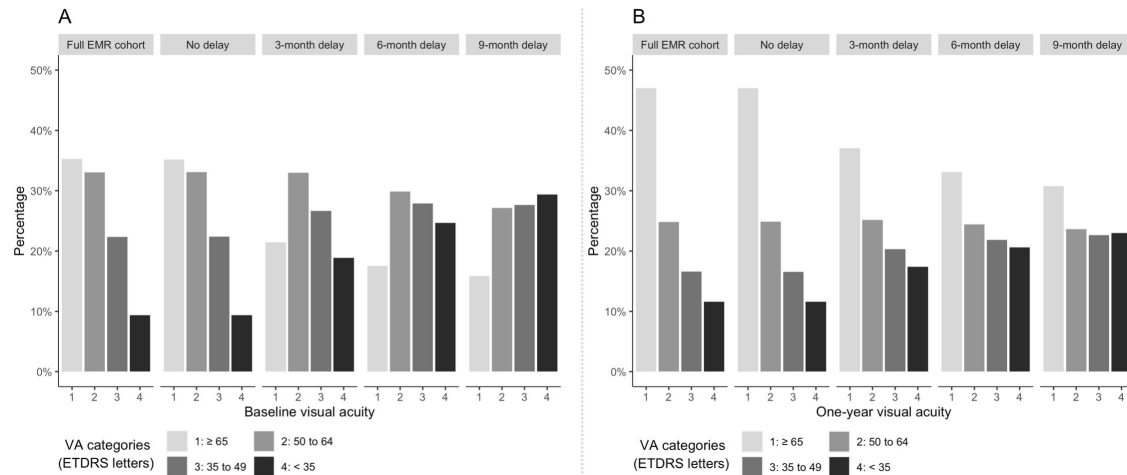 A
Full EMR cohort No delay 3-month delay 6-month delay 9-month delay
50%
40%
30%
20%
10%
0%
Percentage
1 2 3 4 1 2 3 4 1 2 3 4 1 2 3 4 1 2 3 4
Baseline visual acuity
VA categories
(ETDRS letters)
1: ≥ 65 2: 50 to 64
3: 35 to 49 4: < 35
B
Full EMR cohort No delay 3-month delay 6-month delay 9-month delay
50%
40%
30%
20%
10%
0%
Percentage
1 2 3 4 1 2 3 4 1 2 3 4 1 2 3 4 1 2 3 4
One-year visual acuity
VA categories
(ETDRS letters)
1: ≥ 65 2: 50 to 64
3: 35 to 49 4: < 35